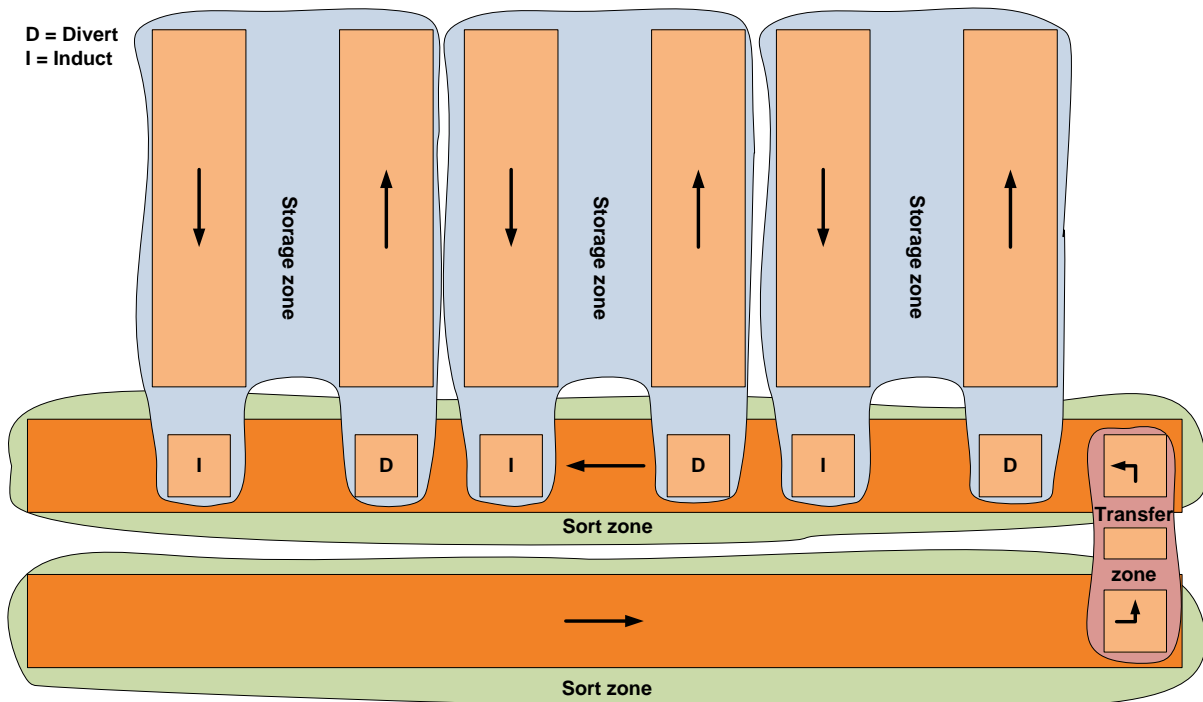 D = Divert
I = Induct
Storage zone
Storage zone
Storage zone
I
D
I
D
I
D
Transfer
zone
Sort zone
Sort zone